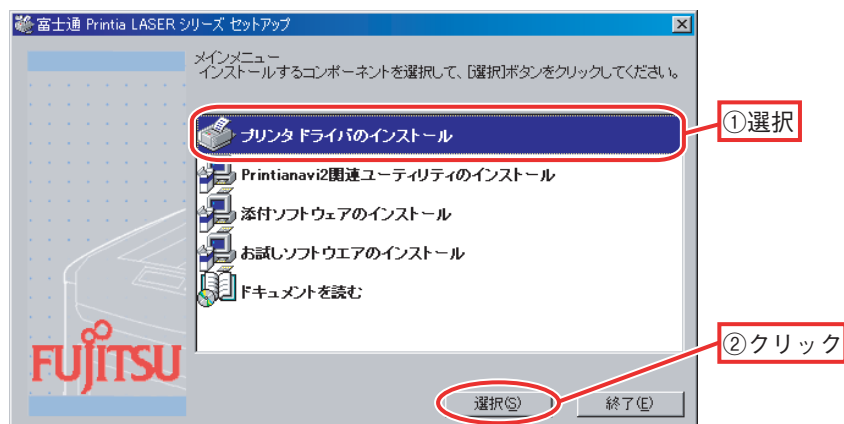 富士通 Printia LASER シリーズ セットアップ
メインメニュー
インストールするコンポーネントを選択して、[選択]ボタンをクリックしてください。
プリンタ ドライバのインストール
①選択
Printianavi2関連ユーティリティのインストール
添付ソフトウェアのインストール
お試しソフトウエアのインストール
ドキュメントを読む
②クリック
FUJITSU
選択(S)
終了(E)